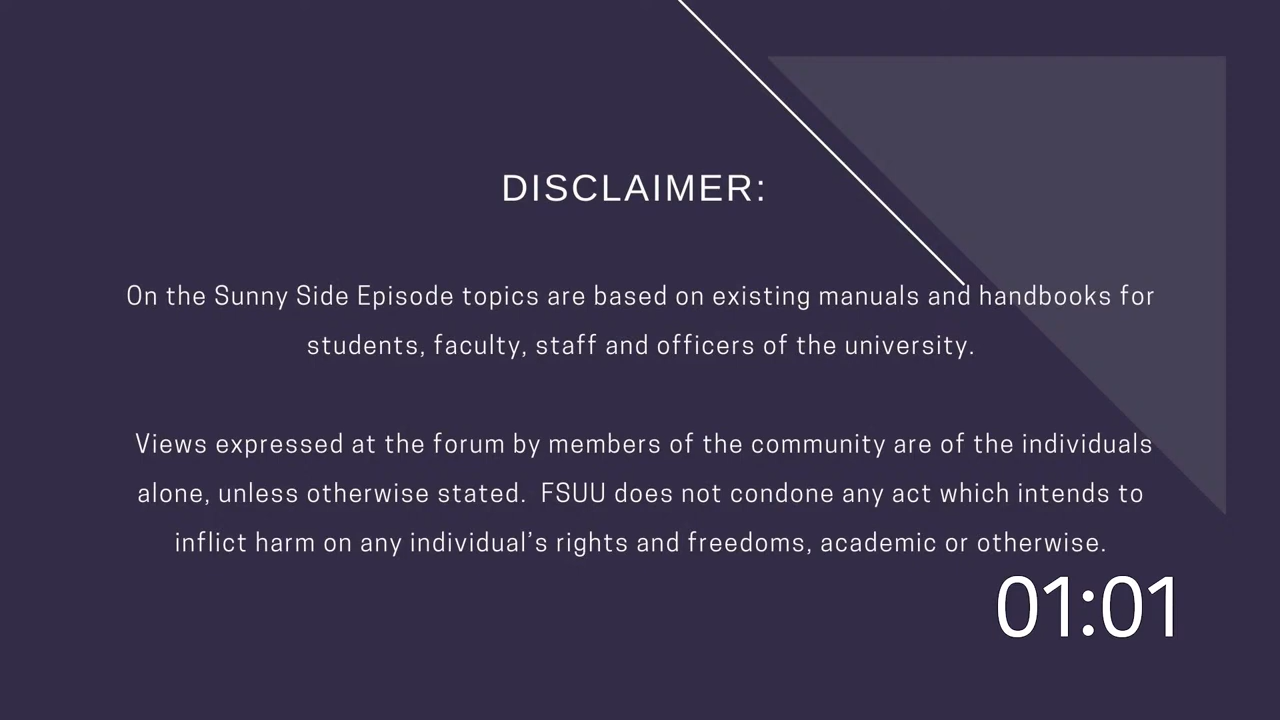 DISCLAIMER:
On the Sunny Side Episode topics are based on existing manuals and handbooks for
students, faculty, staff and officers of the university.
Views expressed at the forum by members of the community are of the individuals
alone, unless otherwise stated.  FSUU does not condone any act which intends to
inflict harm on any individual’s rights and freedoms, academic or otherwise.
01:01